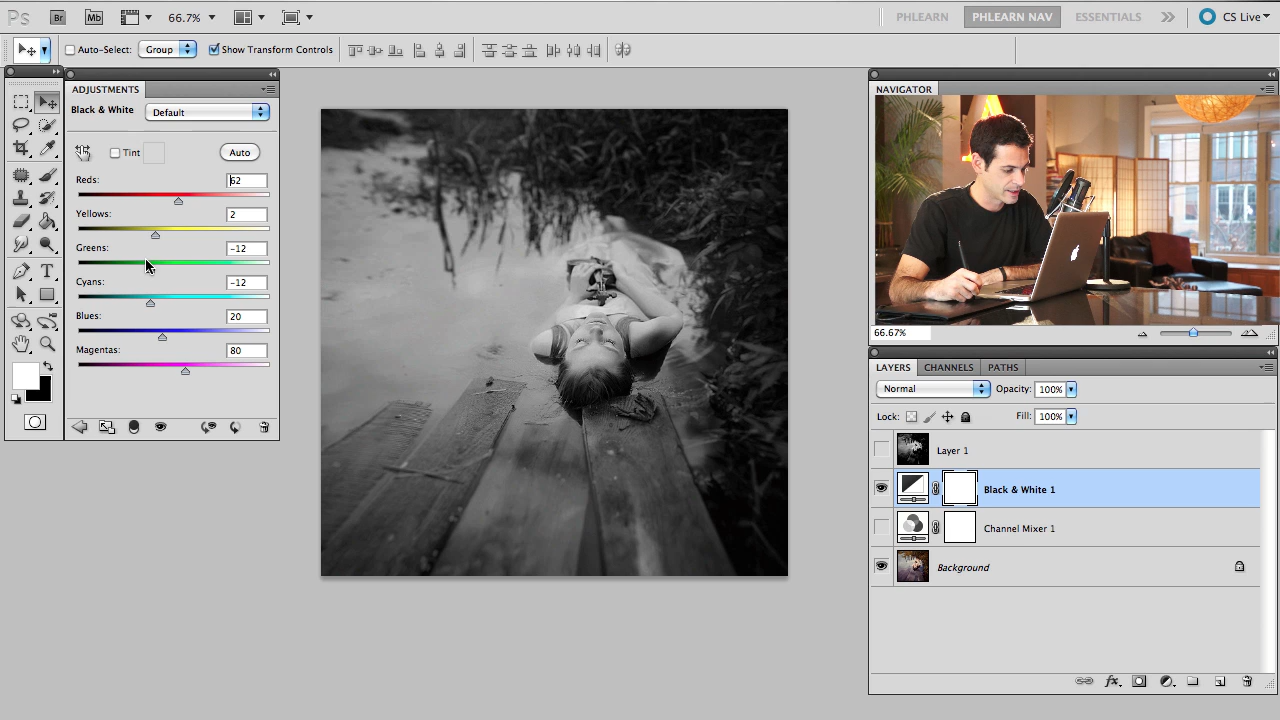 Ps Br Mb 66.7% PHLEARN PHLEARN NAV ESSENTIALS CS Live
Auto-Select: Group Show Transform Controls
ADJUSTMENTS
Black & White Default
Tint Auto
Reds: 62
Yellows: 2
Greens: -12
Cyans: -12
Blues: 20
Magentas: 80
NAVIGATOR
66.67%
LAYERS CHANNELS PATHS
Normal Opacity: 100%
Lock: Fill: 100%
Layer 1
Black & White 1
Channel Mixer 1
Background
fx